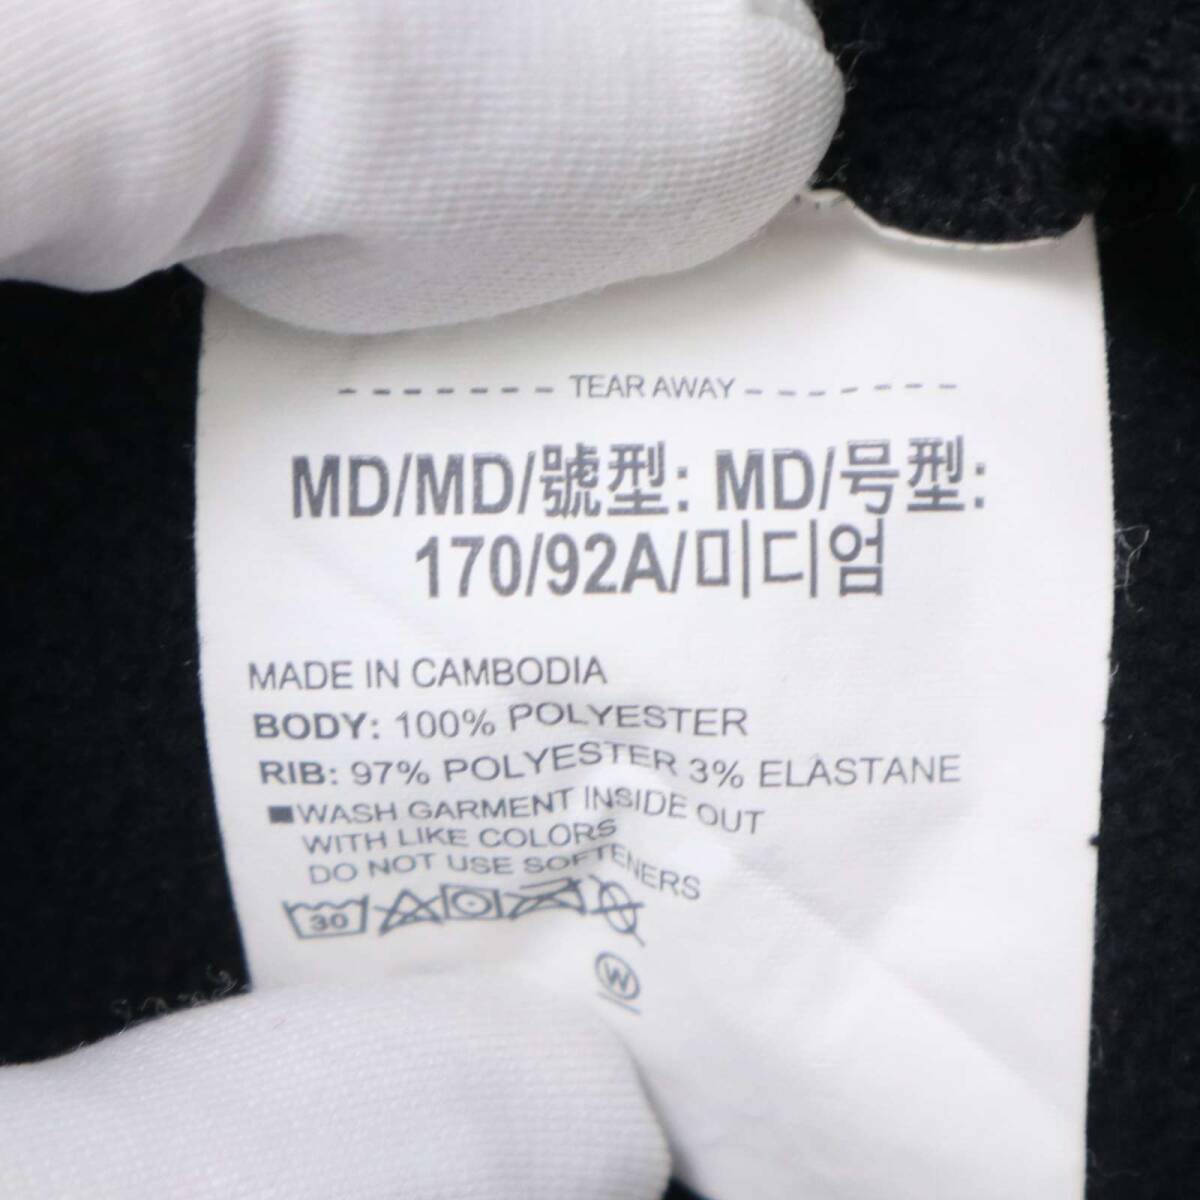 TEAR AWAY
MD/MD/號型: MD/号型:
170/92A/미디엄
MADE IN CAMBODIA
BODY: 100% POLYESTER
RIB: 97% POLYESTER 3% ELASTANE
■WASH GARMENT INSIDE OUT
WITH LIKE COLORS
DO NOT USE SOFTENERS
30
W